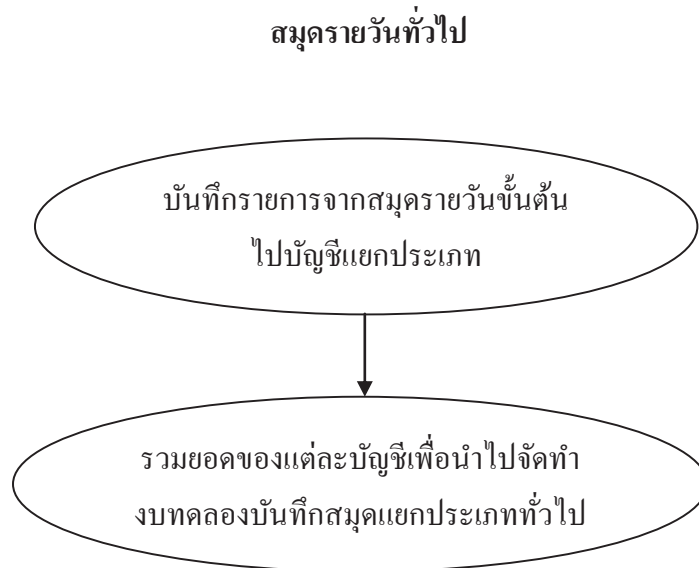 สมุดรายวันทั่วไป
บันทึกรายการจากสมุดรายวันขั้นต้น
ไปบัญชีแยกประเภท
รวมยอดของแต่ละบัญชีเพื่อนำไปจัดทำ
งบทดลองบันทึกสมุดแยกประเภททั่วไป